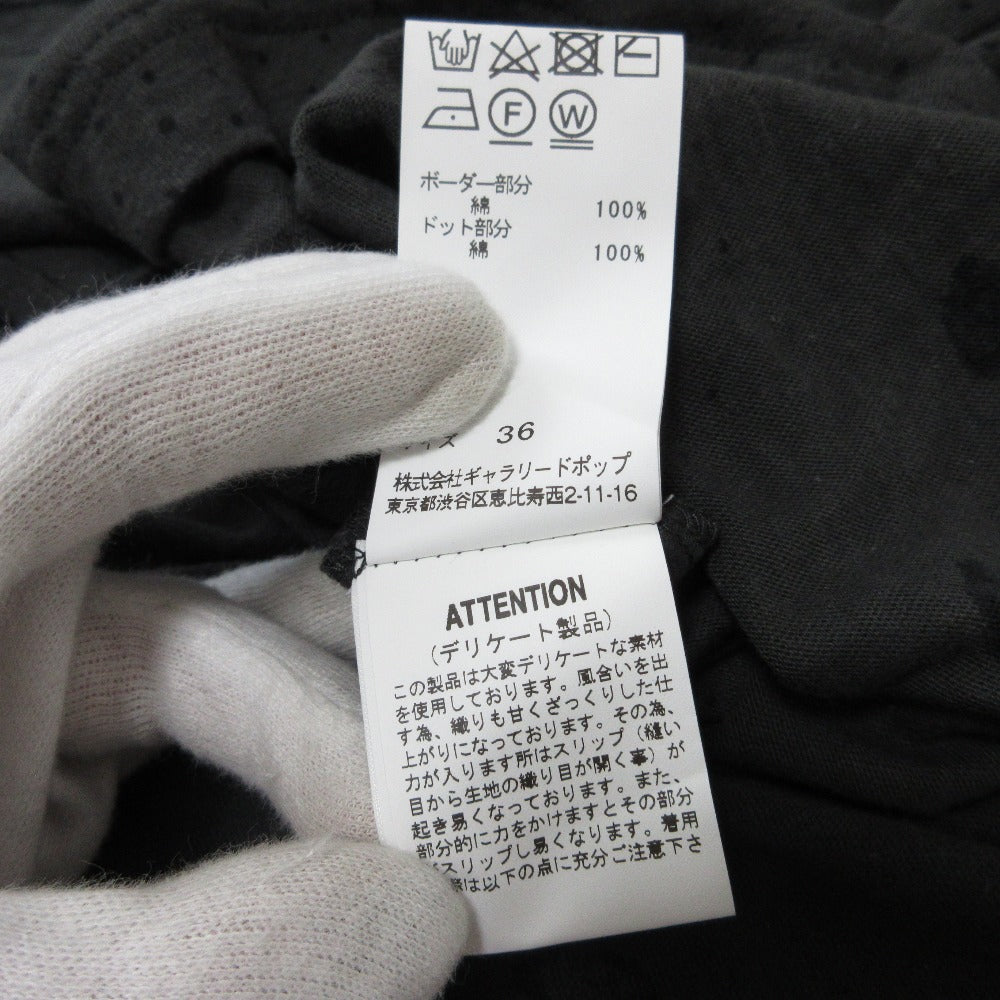 F W
ボーダー部分
綿 100%
ドット部分
綿 100%
イズ 36
株式会社ギャラリードポップ
東京都渋谷区恵比寿西2-11-16
ATTENTION
(デリケート製品)
この製品は大変デリケートな素材
を使用しております。風合いを出
す為、織りも甘くざっくりした仕
上がりになっております。その為、
力が入ります所はスリップ(縫い
目から生地の織り目が開く事)が
起き易くなっております。また、
部分的に力をかけますとその部分
がスリップし易くなります。着用
際は以下の点に充分ご注意下さ